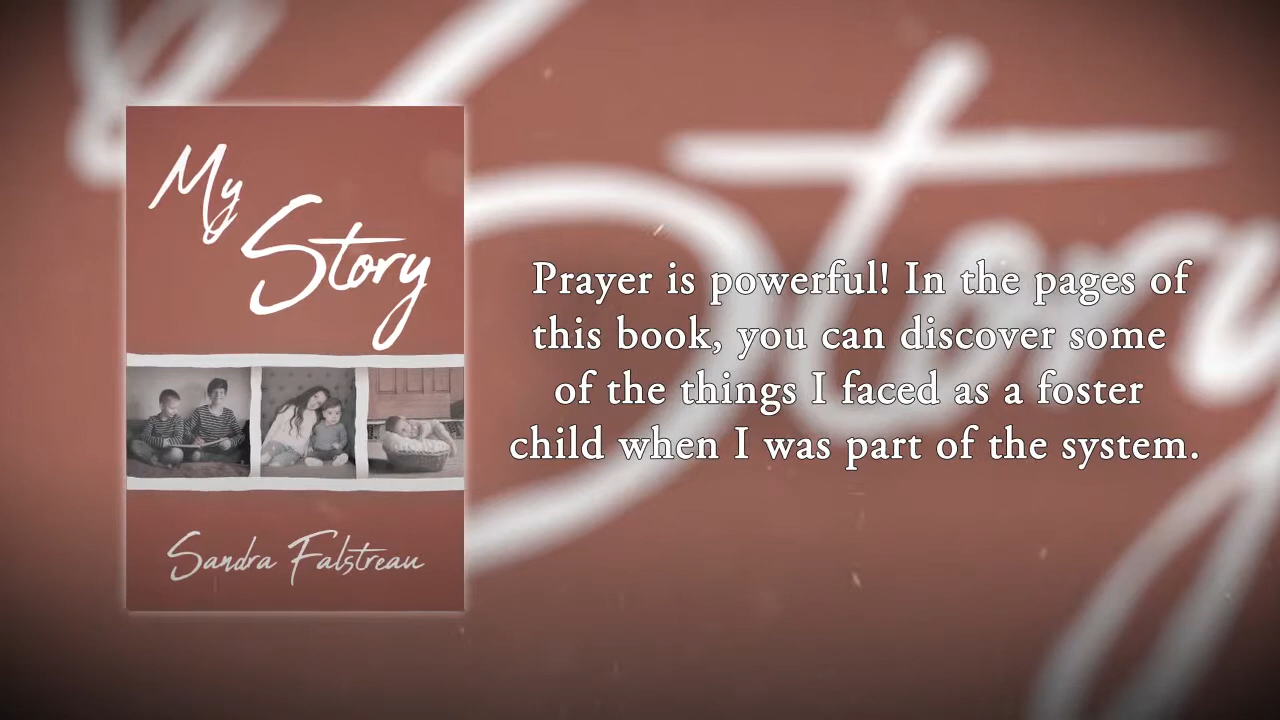 My
Story
Sandra Falstreau
Prayer is powerful! In the pages of
this book, you can discover some
of the things I faced as a foster
child when I was part of the system.